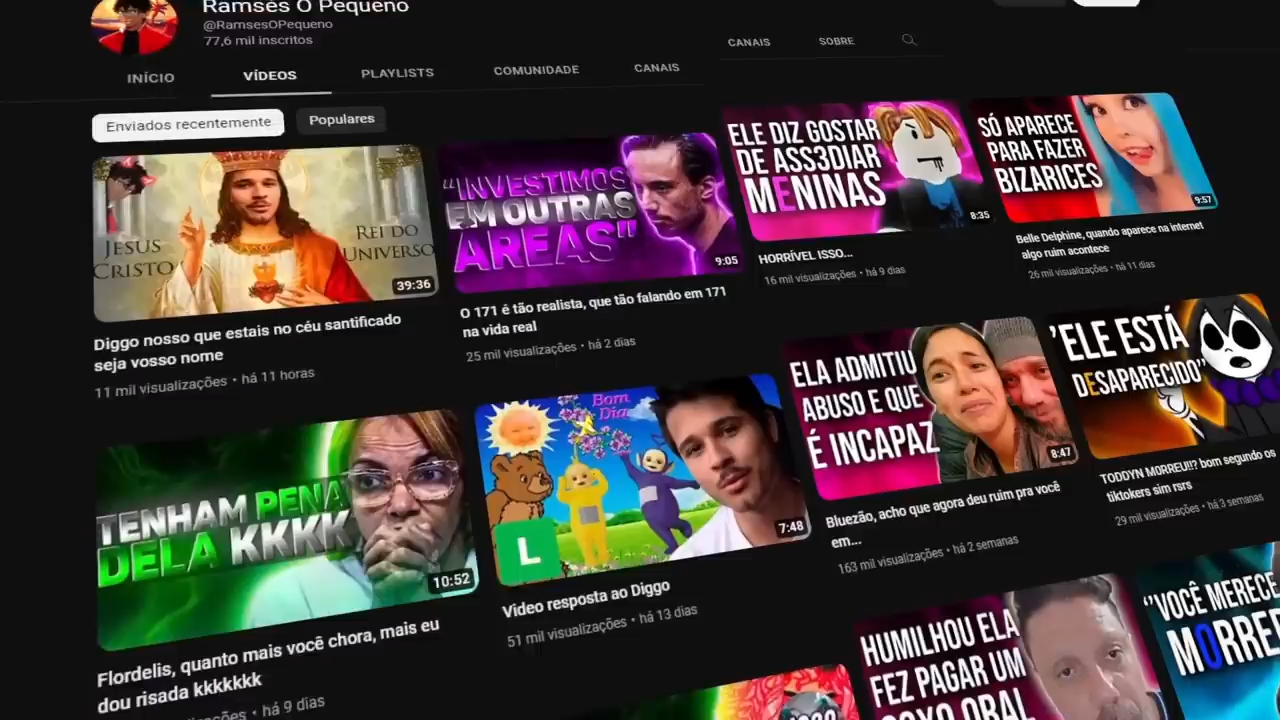 Ramsés O Pequeno
@RamsesOPequeno
77,6 mil inscritos
INÍCIO
VÍDEOS
PLAYLISTS
COMUNIDADE
CANAIS
CANAIS
SOBRE
Enviados recentemente
Populares
JESUS
CRISTO
REI DO
UNIVERSO
39:36
Diggo nosso que estais no céu santificado
seja vosso nome
11 mil visualizações • há 11 horas
"INVESTIMOS
EM OUTRAS
ÁREAS"
9:05
O 171 é tão realista, que tão falando em 171
na vida real
25 mil visualizações • há 2 dias
ELE DIZ GOSTAR
DE ASS3DIAR
MENINAS
8:35
HORRÍVEL ISSO...
16 mil visualizações • há 9 dias
SÓ APARECE
PARA FAZER
BIZARICES
9:57
Belle Delphine, quando aparece na internet
algo ruim acontece
26 mil visualizações • há 11 dias
TENHAM PENA
DELA KKKK
10:52
Flordelis, quanto mais você chora, mais eu
dou risada kkkkkkk
há 9 dias
Bom
Dia
L
7:48
Video resposta ao Diggo
51 mil visualizações • há 13 dias
ELA ADMITIU
ABUSO E QUE
É INCAPAZ
8:47
Bluezão, acho que agora deu ruim pra você
em...
163 mil visualizações • há 2 semanas
'ELE ESTÁ
DESAPARECIDO"
TODDYN M0RREU!!? bom segundo os
tiktokers sim rsrs
29 mil visualizações • há 3 semanas
HUMILHOU ELA
FEZ PAGAR UM
ORAL
"VOCÊ MERECE